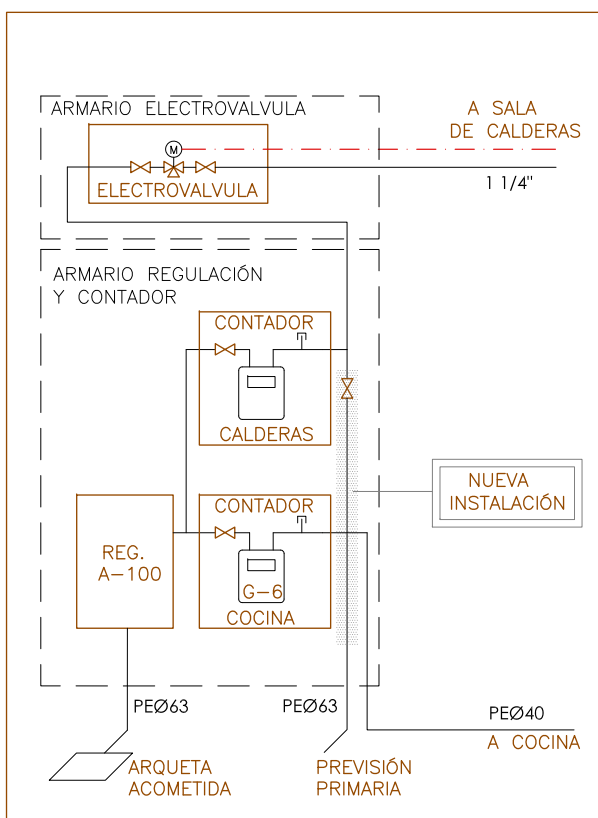 ARMARIO ELECTROVALVULA
A SALA
DE CALDERAS
M
ELECTROVALVULA
1 1/4"
ARMARIO REGULACIÓN
Y CONTADOR
CONTADOR
CALDERAS
NUEVA
INSTALACIÓN
CONTADOR
REG.
A-100
G-6
COCINA
PEØ63
PEØ63
PEØ40
A COCINA
ARQUETA
ACOMETIDA
PREVISIÓN
PRIMARIA